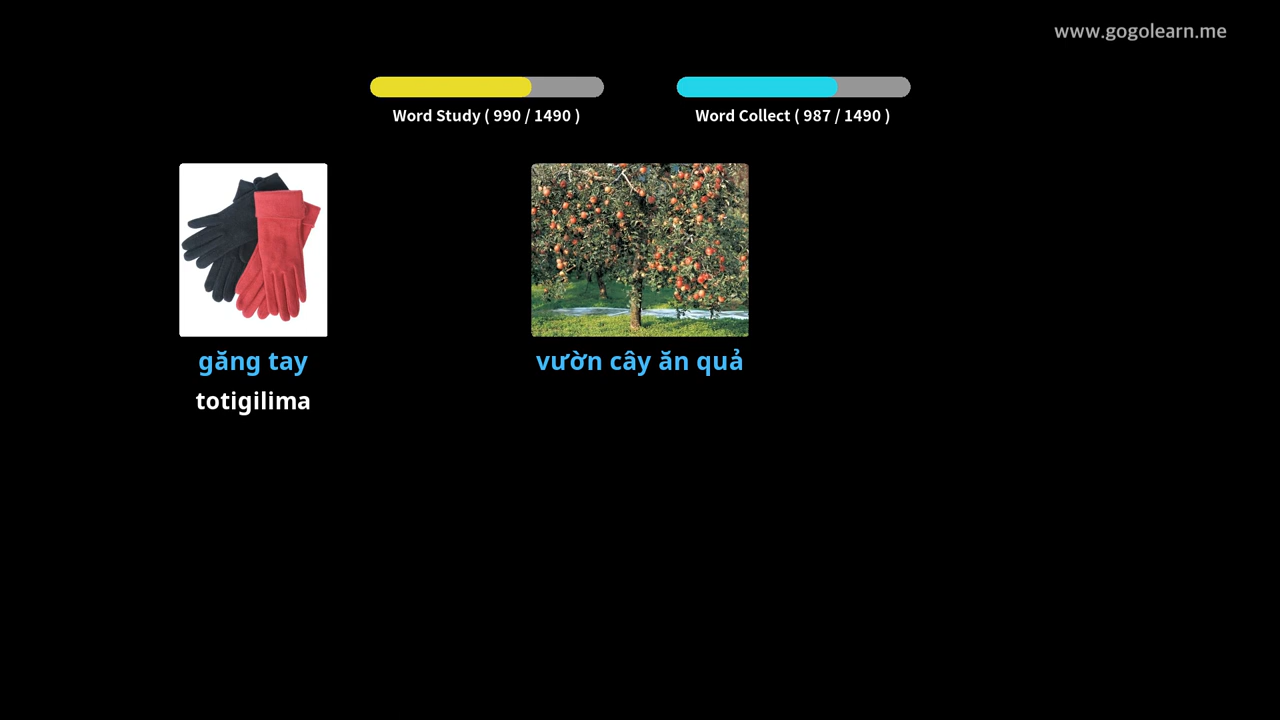 www.gogolearn.me
Word Study ( 990 / 1490 )
Word Collect ( 987 / 1490 )
găng tay
totigilima
vườn cây ăn quả